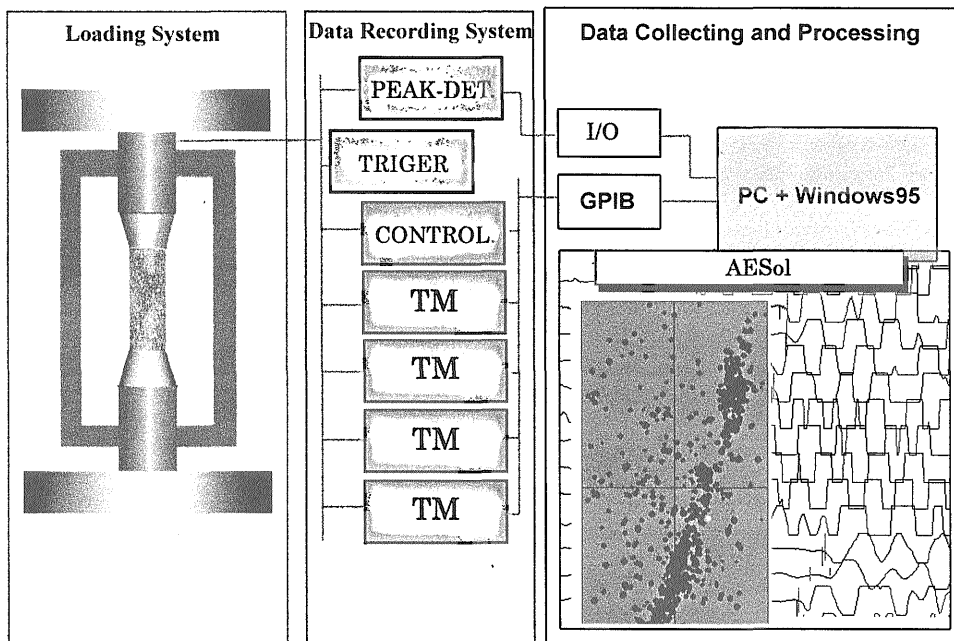 Loading System
Data Recording System
PEAK-DET.
TRIGER
CONTROL
TM
TM
TM
TM
Data Collecting and Processing
I/O
GPIB
PC + Windows95
AESol